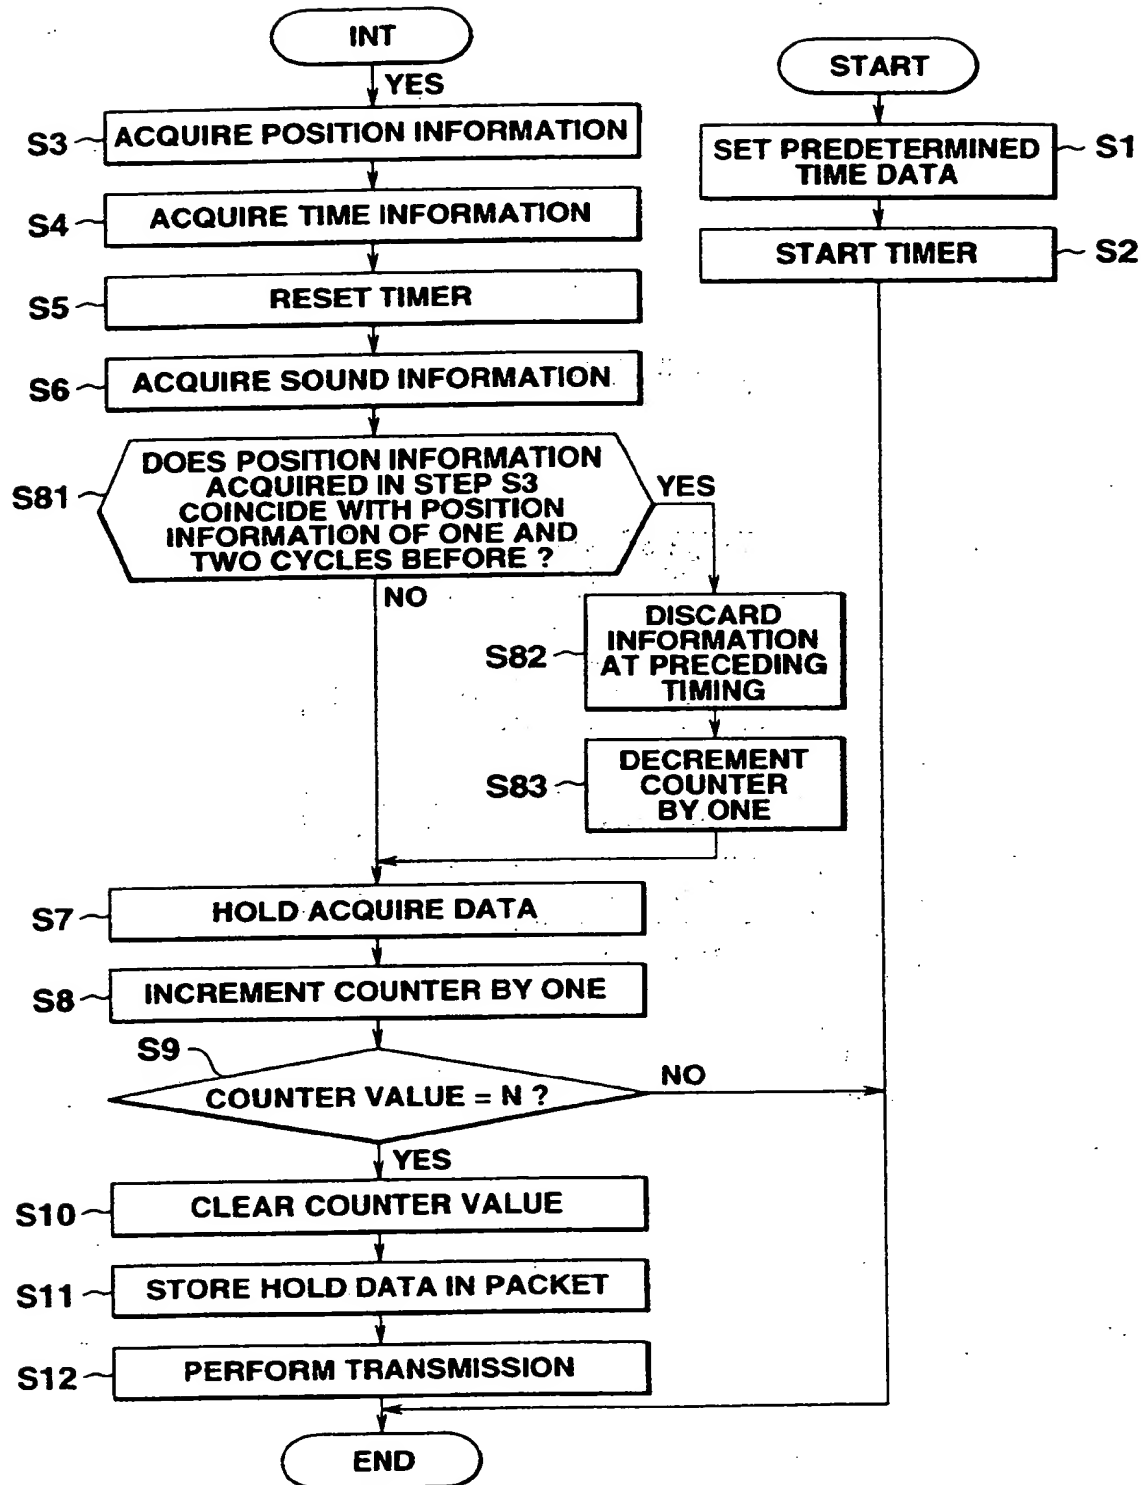 INT
YES
S3
ACQUIRE POSITION INFORMATION
S4
ACQUIRE TIME INFORMATION
S5
RESET TIMER
S6
ACQUIRE SOUND INFORMATION
S81
DOES POSITION INFORMATION
ACQUIRED IN STEP S3
COINCIDE WITH POSITION
INFORMATION OF ONE AND
TWO CYCLES BEFORE ?
YES
NO
S82
DISCARD
INFORMATION
AT PRECEDING
TIMING
S83
DECREMENT
COUNTER
BY ONE
S7
HOLD ACQUIRE DATA
S8
INCREMENT COUNTER BY ONE
S9
COUNTER VALUE = N ?
NO
YES
S10
CLEAR COUNTER VALUE
S11
STORE HOLD DATA IN PACKET
S12
PERFORM TRANSMISSION
END
START
SET PREDETERMINED
TIME DATA
S1
START TIMER
S2